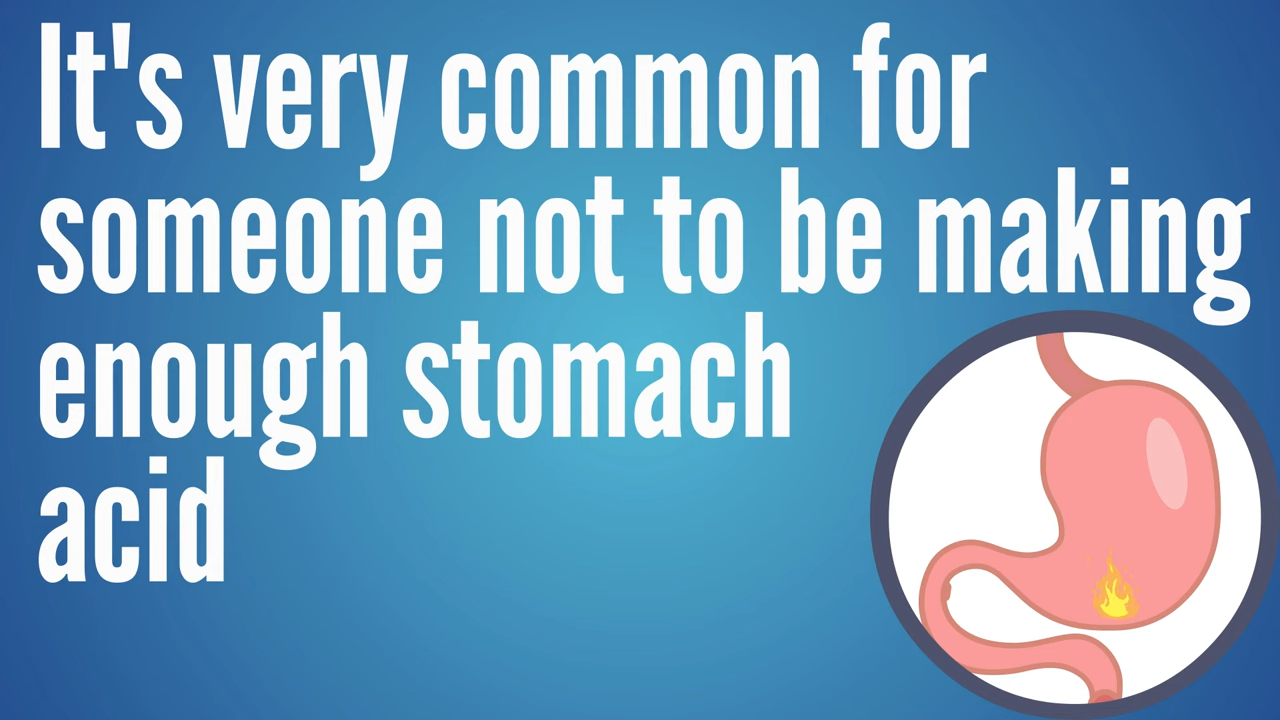 It's very common for
someone not to be making
enough stomach
acid